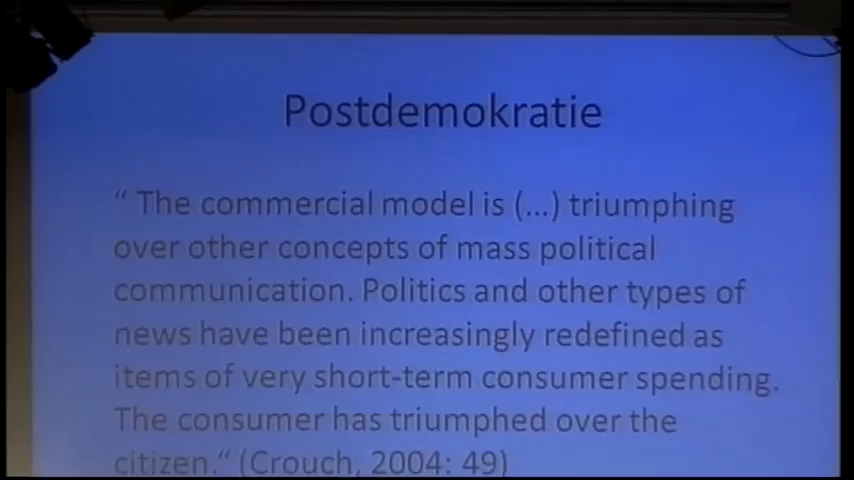 Postdemokratie
“ The commercial model is (...) triumphing
over other concepts of mass political
communication. Politics and other types of
news have been increasingly redefined as
items of very short-term consumer spending.
The consumer has triumphed over the
citizen.“ (Crouch, 2004: 49)